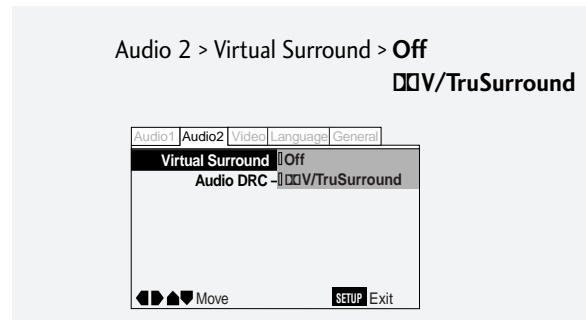 Audio 2 > Virtual Surround > Off
V/TruSurround
Audio1 Audio2 Video Language General
Virtual Surround Off
Audio DRC – V/TruSurround
Move SETUP Exit